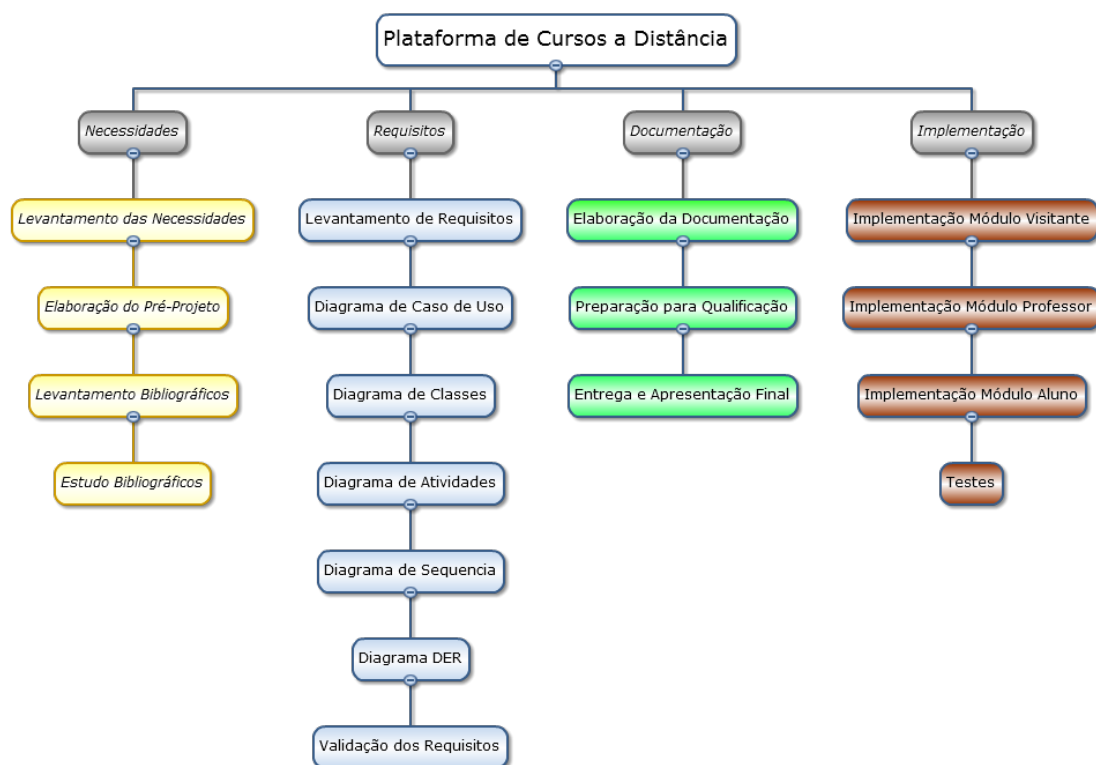 Plataforma de Cursos a Distância
Necessidades
Requisitos
Documentação
Implementação
Levantamento das Necessidades
Levantamento de Requisitos
Elaboração da Documentação
Implementação Módulo Visitante
Elaboração do Pré-Projeto
Diagrama de Caso de Uso
Preparação para Qualificação
Implementação Módulo Professor
Levantamento Bibliográficos
Diagrama de Classes
Entrega e Apresentação Final
Implementação Módulo Aluno
Estudo Bibliográficos
Diagrama de Atividades
Testes
Diagrama de Sequencia
Diagrama DER
Validação dos Requisitos